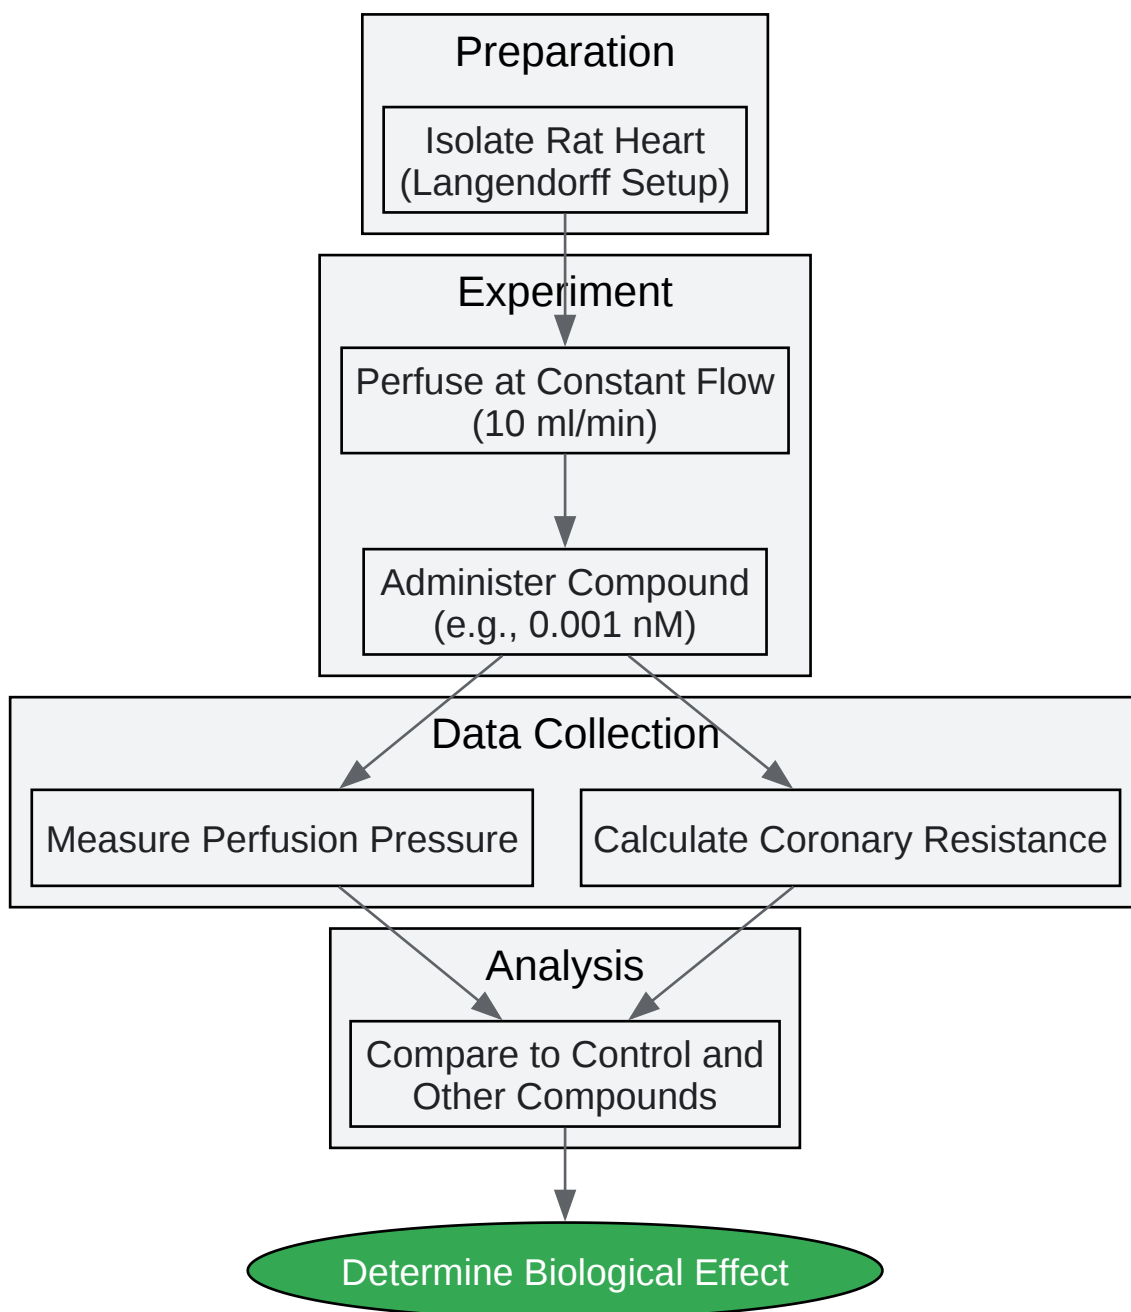 Preparation
Isolate Rat Heart
(Langendorff Setup)
Experiment
Perfuse at Constant Flow
(10 ml/min)
Administer Compound
(e.g., 0.001 nM)
Data Collection
Measure Perfusion Pressure
Calculate Coronary Resistance
Analysis
Compare to Control and
Other Compounds
Determine Biological Effect